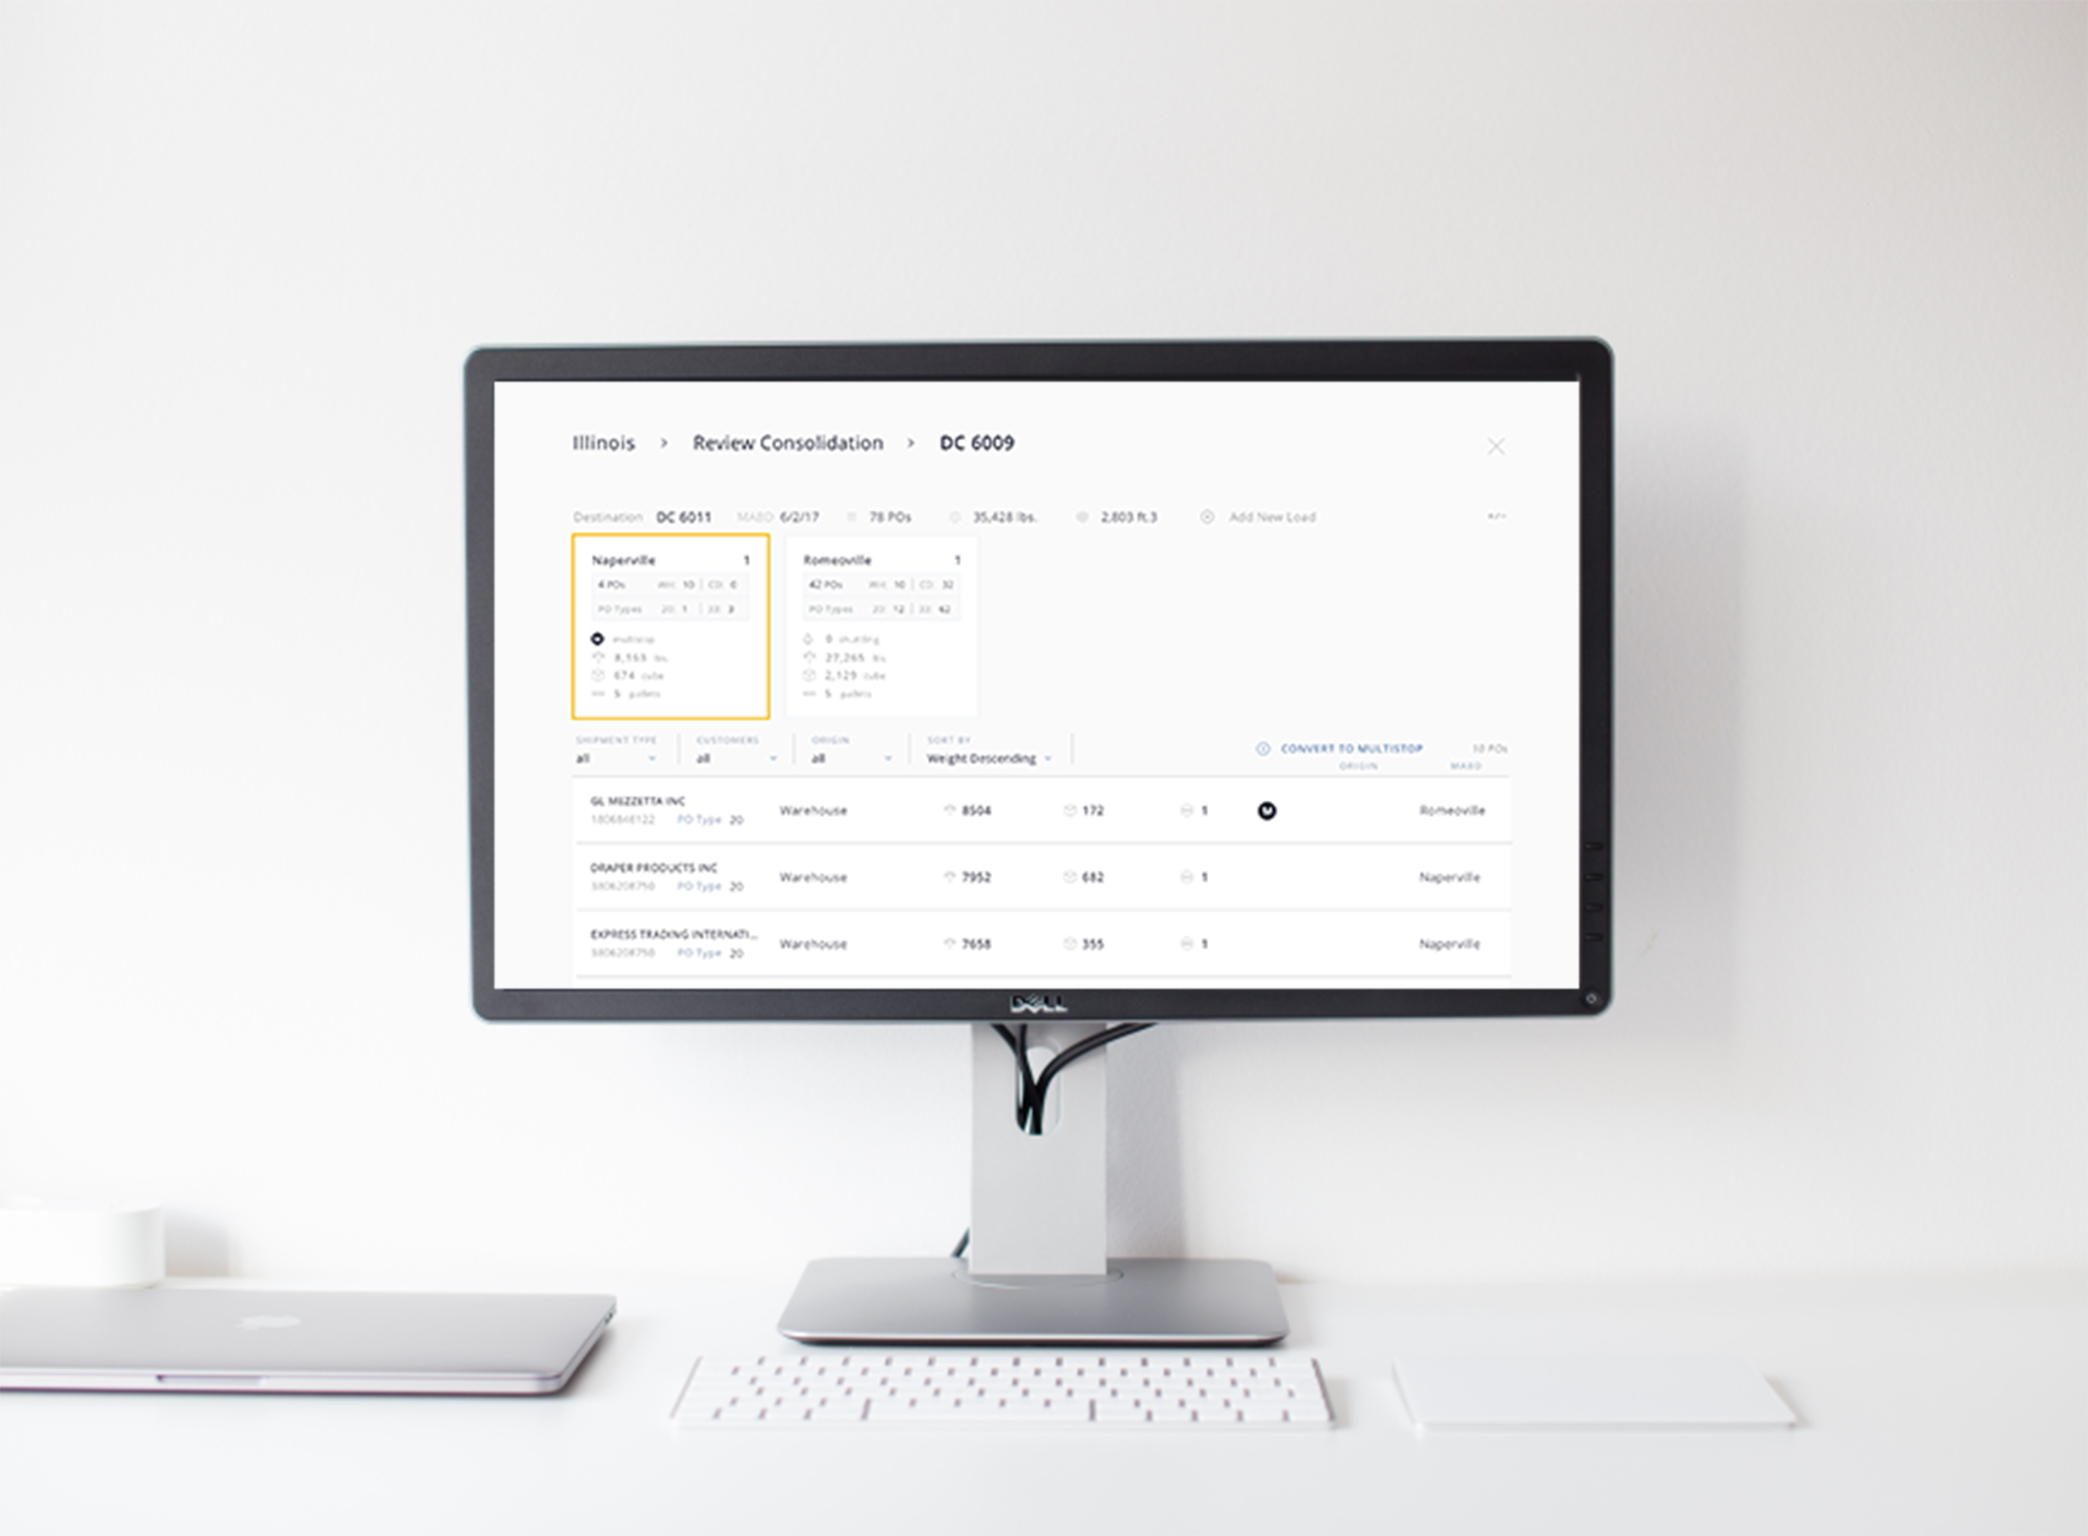 Illinois > Review Consolidation > DC 6009
Destination DC 6011 MABD 6/2/17 78 POs 35,428 lbs. 2,803 ft.3 Add New Load
Naperville 1
4 POs WH: 10 | CD: 0
PO Types 20: 1 | 33: 3
multistop
8,163 lbs.
674 cube
5 pallets
Romeoville 1
42 POs WH: 10 | CD: 32
PO Types 20: 12 | 33: 62
0 shuttling
27,265 lbs.
2,129 cube
5 pallets
SHIPMENT TYPE
all
CUSTOMERS
all
ORIGIN
all
SORT BY
Weight Descending
CONVERT TO MULTISTOP 10 POs
ORIGIN MABD
GL MEZZETTA INC
PO Type 20
Warehouse 8504 172 1 Romeoville
DRAPER PRODUCTS INC
PO Type 20
Warehouse 7952 682 1 Naperville
EXPRESS TRADING INTERNATI...
PO Type 20
Warehouse 7658 355 1 Naperville
DELL